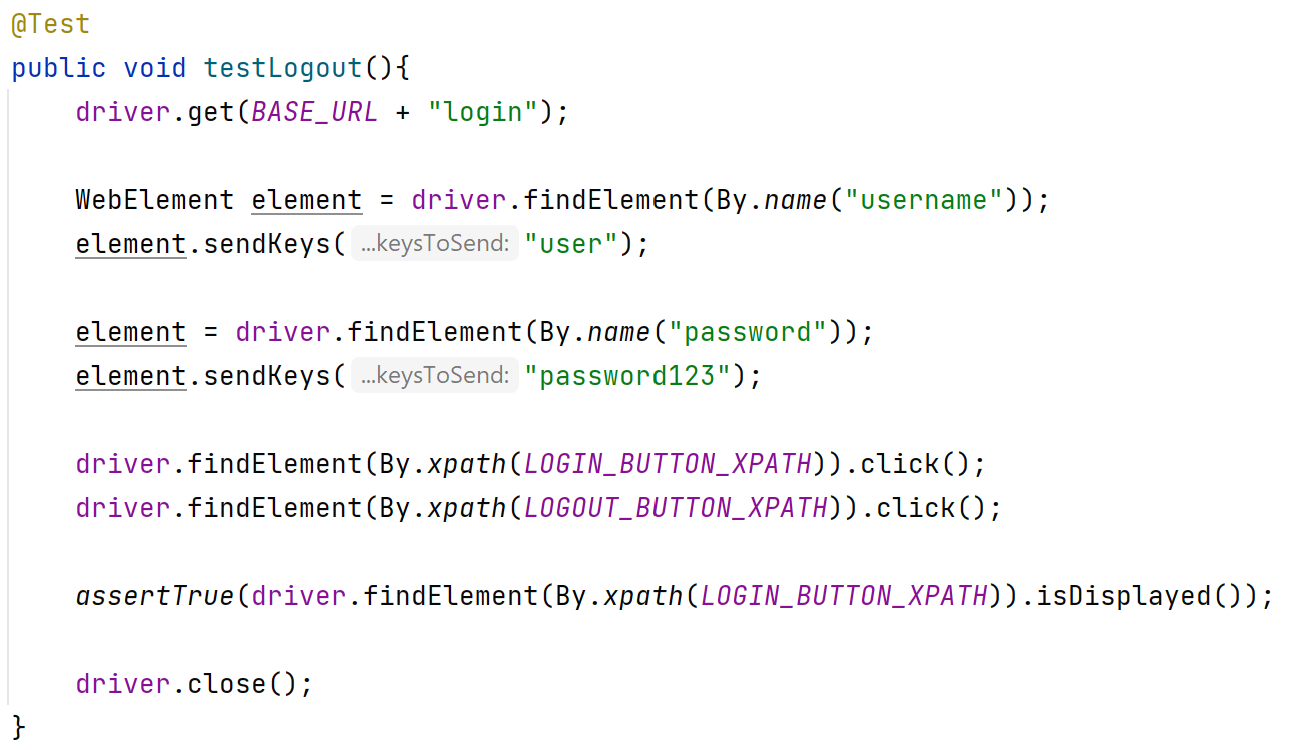 @Test
public void testLogout(){
driver.get(BASE_URL + "login");
WebElement element = driver.findElement(By.name("username"));
element.sendKeys( ...keysToSend: "user");
element = driver.findElement(By.name("password"));
element.sendKeys( ...keysToSend: "password123");
driver.findElement(By.xpath(LOGIN_BUTTON_XPATH)).click();
driver.findElement(By.xpath(LOGOUT_BUTTON_XPATH)).click();
assertTrue(driver.findElement(By.xpath(LOGIN_BUTTON_XPATH)).isDisplayed());
driver.close();
}